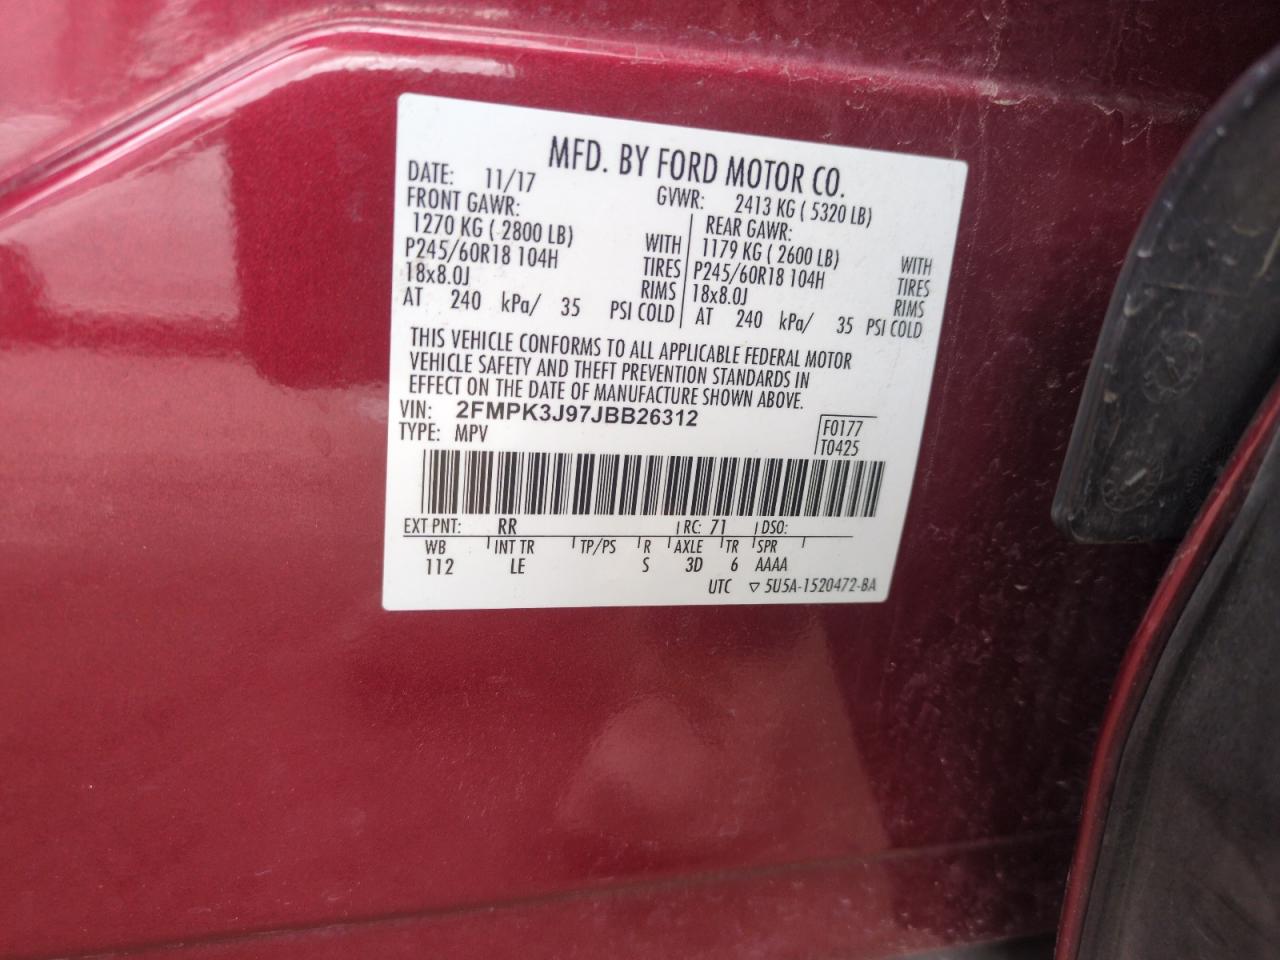 MFD. BY FORD MOTOR CO.
DATE: 11/17 GVWR: 2413 KG ( 5320 LB)
FRONT GAWR: REAR GAWR:
1270 KG ( 2800 LB) WITH 1179 KG ( 2600 LB) WITH
P245/60R18 104H TIRES P245/60R18 104H TIRES
18x8.0J RIMS 18x8.0J RIMS
AT 240 kPa/ 35 PSI COLD AT 240 kPa/ 35 PSI COLD
THIS VEHICLE CONFORMS TO ALL APPLICABLE FEDERAL MOTOR
VEHICLE SAFETY AND THEFT PREVENTION STANDARDS IN
EFFECT ON THE DATE OF MANUFACTURE SHOWN ABOVE.
VIN: 2FMPK3J97JBB26312 F0177
TYPE: MPV T0425
EXT PNT: RR RC: 71 DSO:
WB INT TR TP/PS R AXLE TR SPR
112 LE S 3D 6 AAAA
UTC ▽ 5U5A-1520472-BA